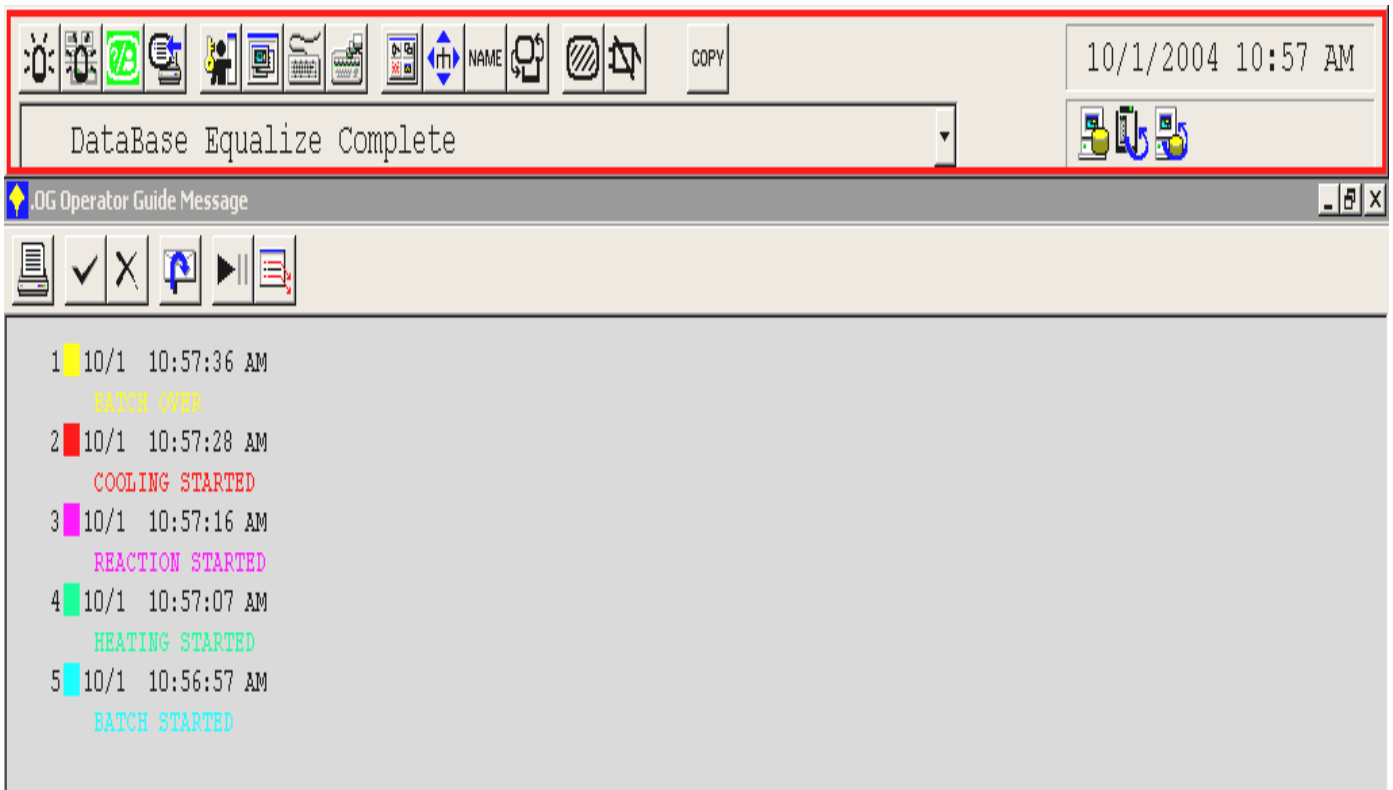 NAME
COPY
10/1/2004 10:57 AM
DataBase Equalize Complete
.OG Operator Guide Message
1 10/1 10:57:36 AM
BATCH OVER
2 10/1 10:57:28 AM
COOLING STARTED
3 10/1 10:57:16 AM
REACTION STARTED
4 10/1 10:57:07 AM
HEATING STARTED
5 10/1 10:56:57 AM
BATCH STARTED